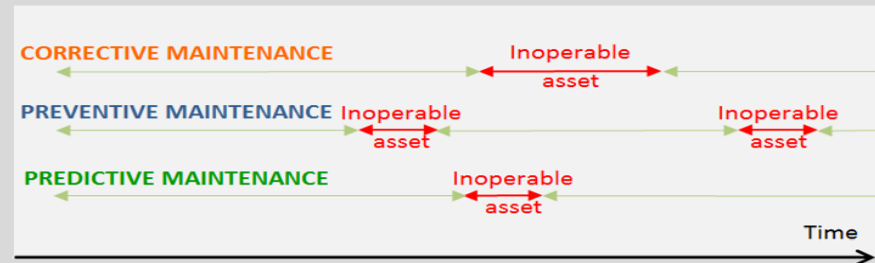 CORRECTIVE MAINTENANCE
Inoperable
asset
PREVENTIVE MAINTENANCE
Inoperable
asset
Inoperable
asset
PREDICTIVE MAINTENANCE
Inoperable
asset
Time